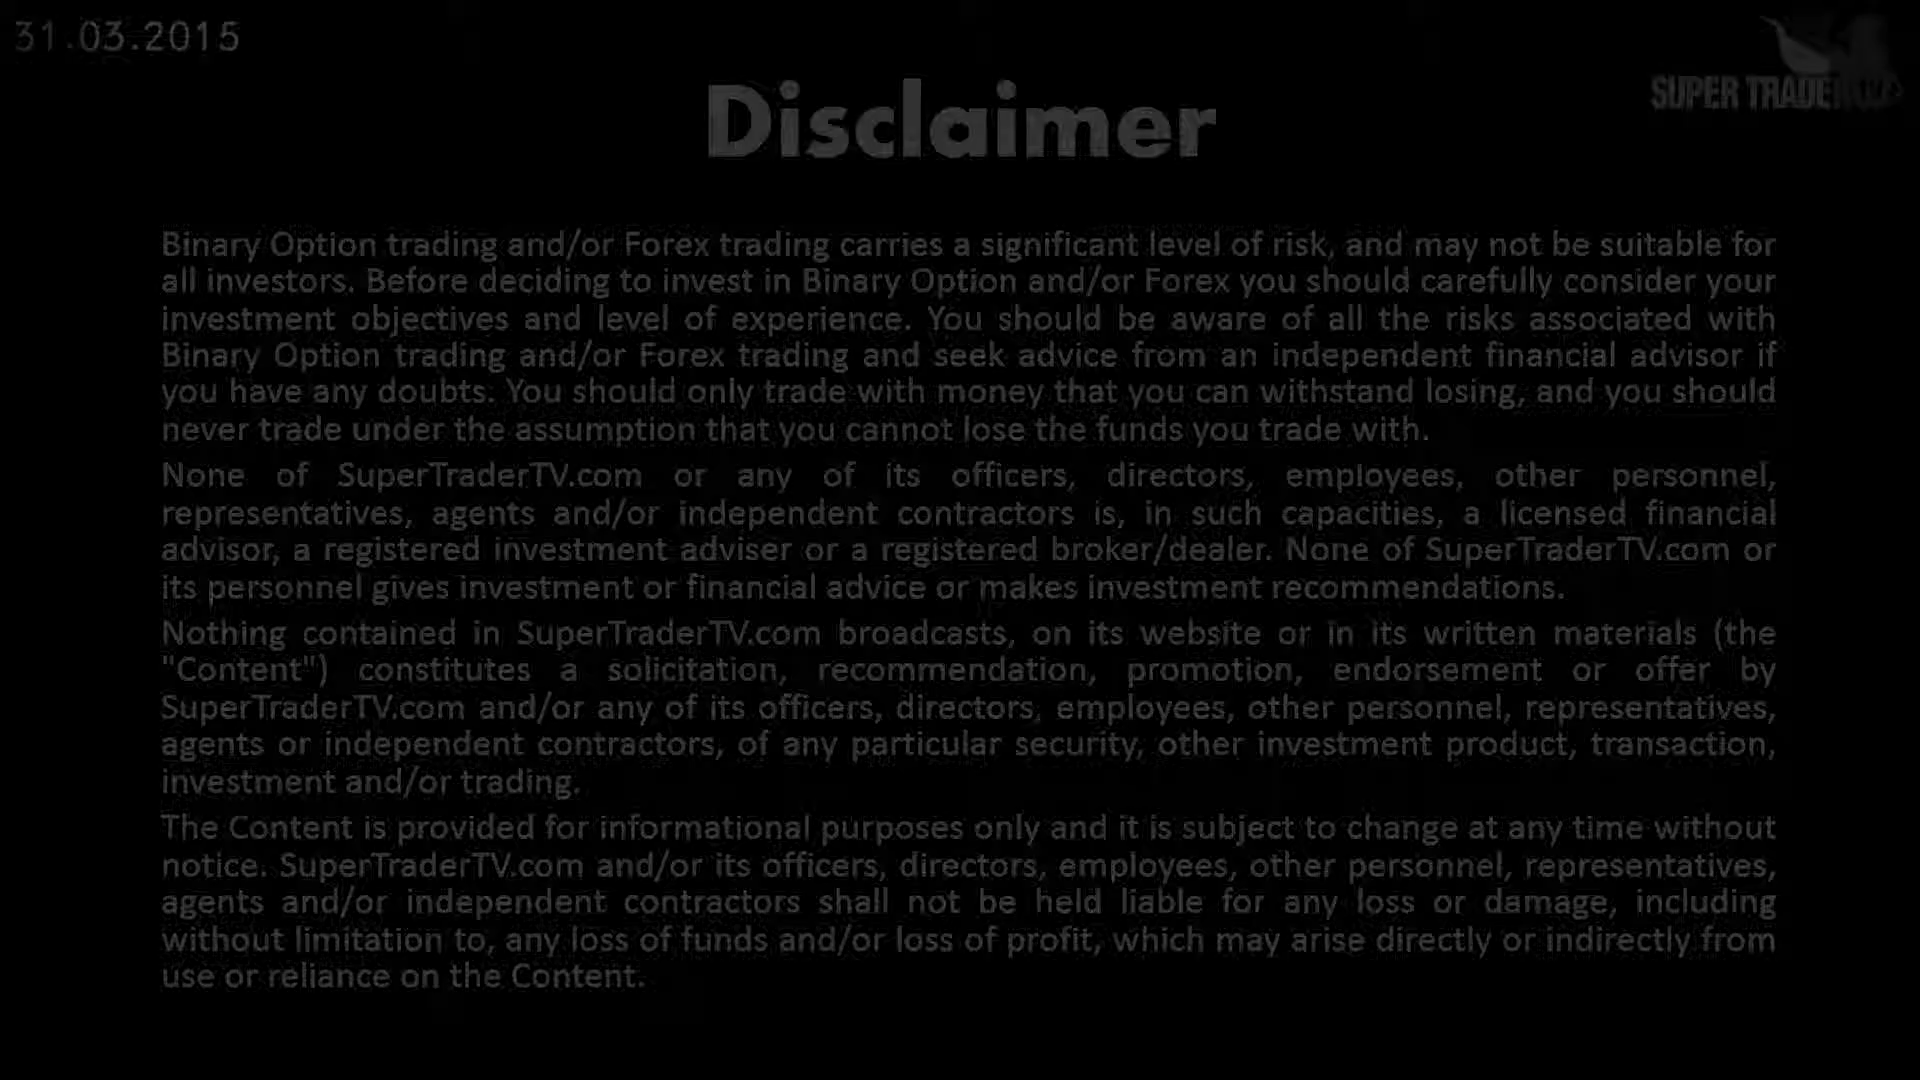 31.03.2015
SUPER TRADER
Disclaimer
Binary Option trading and/or Forex trading carries a significant level of risk, and may not be suitable for
all investors. Before deciding to invest in Binary Option and/or Forex you should carefully consider your
investment objectives and level of experience. You should be aware of all the risks associated with
Binary Option trading and/or Forex trading and seek advice from an independent financial advisor if
you have any doubts. You should only trade with money that you can withstand losing, and you should
never trade under the assumption that you cannot lose the funds you trade with.
None of SuperTraderTV.com or any of its officers, directors, employees, other personnel,
representatives, agents and/or independent contractors is, in such capacities, a licensed financial
advisor, a registered investment adviser or a registered broker/dealer. None of SuperTraderTV.com or
its personnel gives investment or financial advice or makes investment recommendations.
Nothing contained in SuperTraderTV.com broadcasts, on its website or in its written materials (the
"Content") constitutes a solicitation, recommendation, promotion, endorsement or offer by
SuperTraderTV.com and/or any of its officers, directors, employees, other personnel, representatives,
agents or independent contractors, of any particular security, other investment product, transaction,
investment and/or trading.
The Content is provided for informational purposes only and it is subject to change at any time without
notice. SuperTraderTV.com and/or its officers, directors, employees, other personnel, representatives,
agents and/or independent contractors shall not be held liable for any loss or damage, including
without limitation to, any loss of funds and/or loss of profit, which may arise directly or indirectly from
use or reliance on the Content.